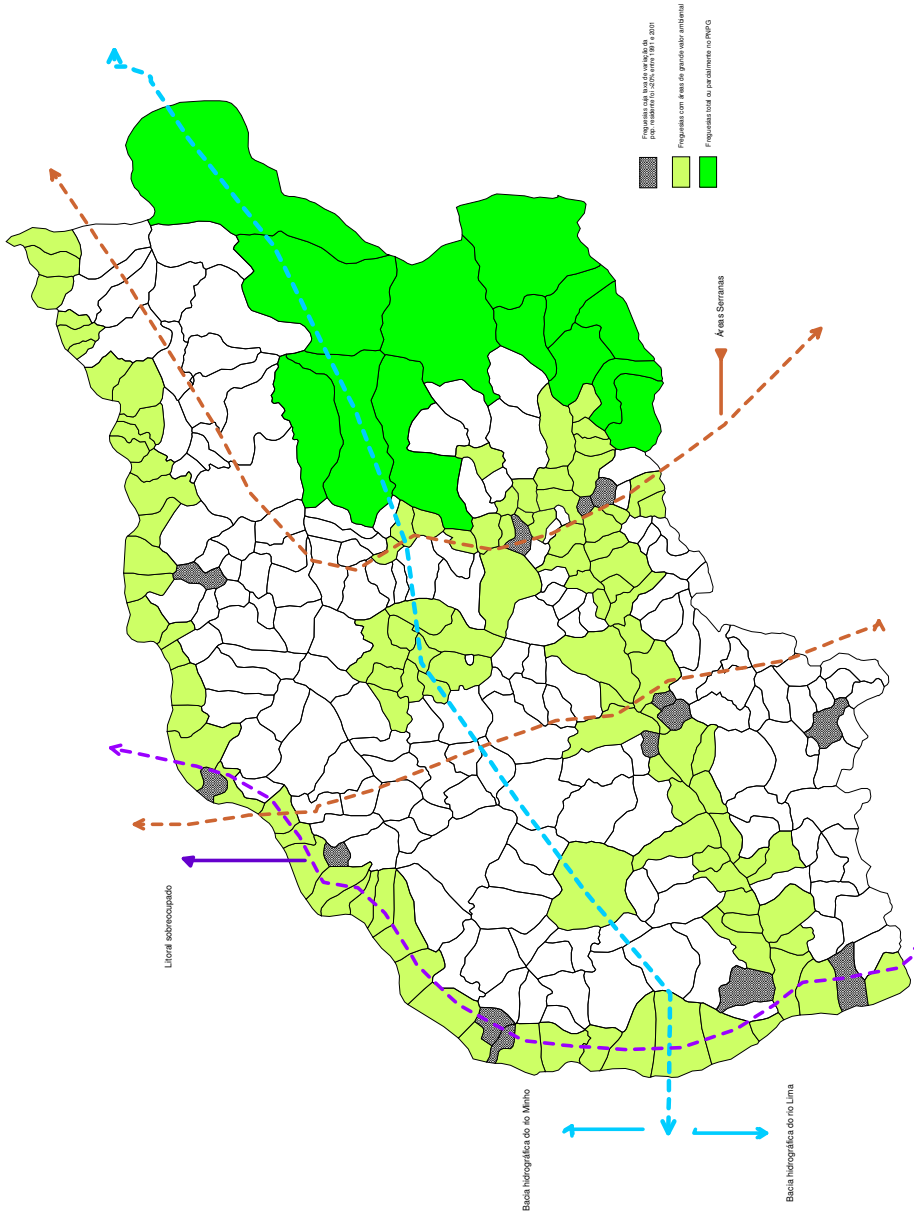 Freguesias cuja taxa de variação da
pop. residente foi >20% entre 1991 e 2001
Freguesias com áreas de grande valor ambiental
Freguesias total ou parcialmente no PNPG
Áreas Serranas
Litoral sobreocupado
Bacia hidrográfica do rio Minho
Bacia hidrográfica do rio Lima